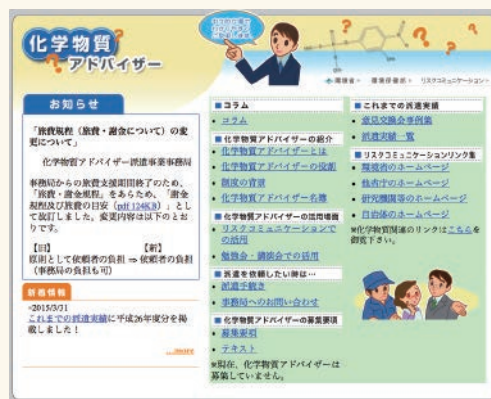 化学物質
アドバイザー
環境省> 環境保健部> リスクコミュニケーション>
お知らせ
「旅費規程（旅費・謝金について）の変
更について」
化学物質アドバイザー派遣事業事務局
事務局からの旅費支援期間終了のため、
「旅費・謝金規程」をあらため、「謝金
規程及び旅費の目安（pdf 124KB）」とし
て改訂しました。変更内容は以下のとお
りです。
【旧】 【新】
原則として依頼者の負担 ⇒ 依頼者の負担
（事務局の負担も可）
新着情報
・2015/3/31
これまでの派遣実績に平成26年度分を掲
載しました！
...more
■コラム
• コラム
■化学物質アドバイザーの紹介
• 化学物質アドバイザーとは
• 化学物質アドバイザーの役割
• 制度の背景
• 化学物質アドバイザー名簿
■化学物質アドバイザーの活用場面
• リスクコミュニケーション
での活用
• 勉強会・講演会での活用
■派遣を依頼したい時は…
• 派遣手続き
• 事務局へのお問い合わせ
■化学物質アドバイザーの募集要項
• 募集要項
• テキスト
※現在、化学物質アドバイザーは
募集していません。
■これまでの派遣実績
• 意見交換会事例集
• 派遣実績一覧
■リスクコミュニケーションリンク集
• 環境省のホームページ
• 他省庁のホームページ
• 研究機関等のホームページ
• 自治体のホームページ
※化学物質関連のリンクはこちらを
御覧下さい。